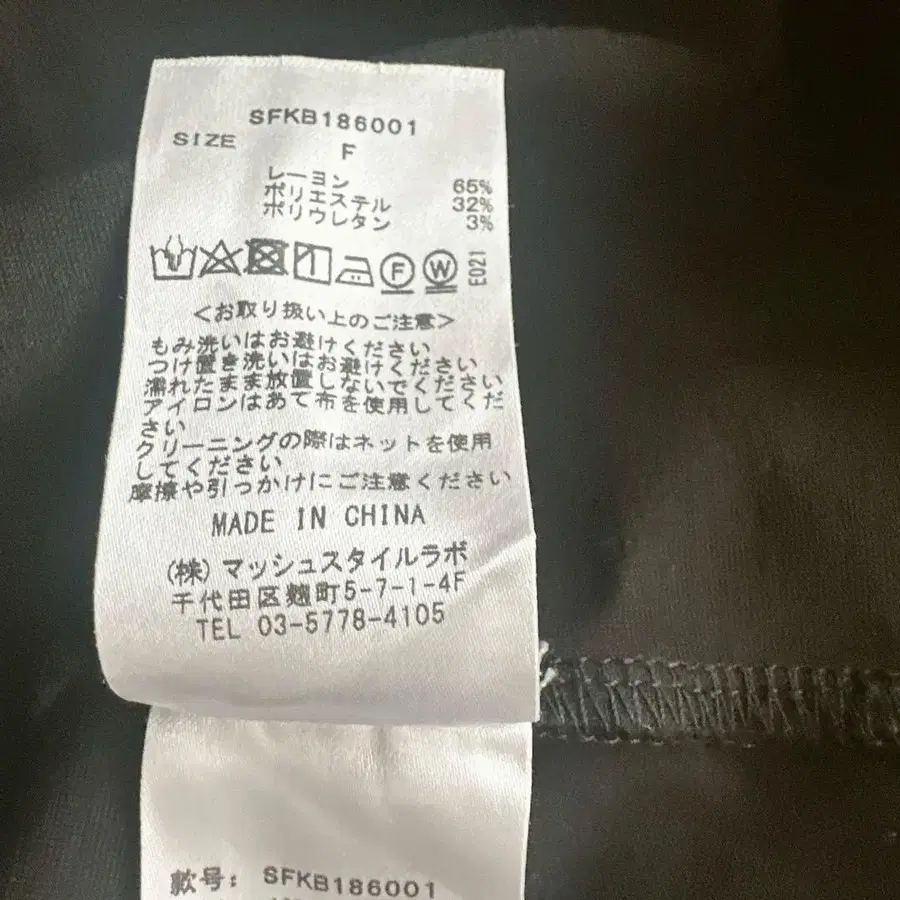 SFKB186001
SIZE
F
レーヨン 65%
ポリエステル 32%
ポリウレタン 3%
F W E021
＜お取り扱い上のご注意＞
もみ洗いはお避けください
つけ置き洗いはお避けください
濡れたまま放置しないでください
アイロンはあて布を使用してくだ
さい
クリーニングの際はネットを使用
してください
摩擦や引っかけにご注意ください
MADE IN CHINA
(株) マッシュスタイルラボ
千代田区麹町5-7-1-4F
TEL 03-5778-4105
款号: SFKB186001